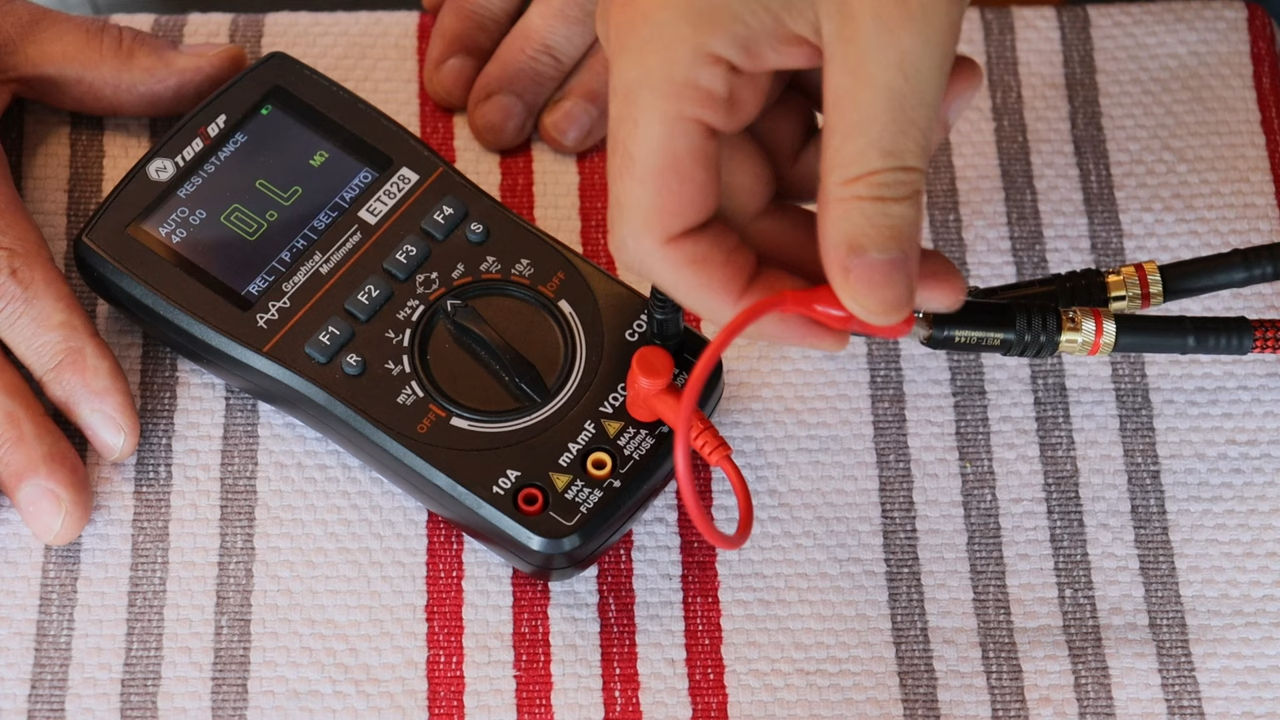 TOOLTOP
AUTO RESISTANCE
40.00
0.L MΩ
REL P-H SEL AUTO
Graphical
Multimeter
ET828
F1 F2 F3 F4
R S
OFF
mV
V
V
Hz%
mF
mA
10A
OFF
COM
VΩ
mAmF
10A
MAX
400mA
FUSE
MAX
10A
FUSE
WBT-0144